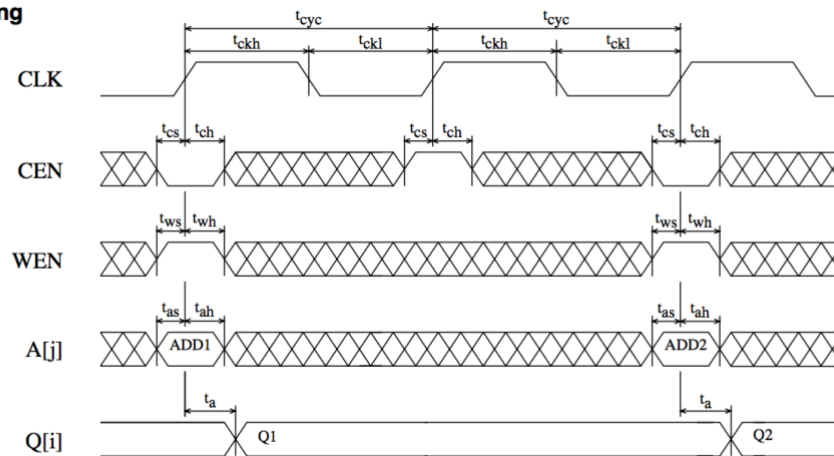 ng
tcyc tcyc
tckh tckl tckh tckl
CLK
tcs tch tcs tch tcs tch
CEN
tws twh tws twh
WEN
tas tah tas tah
A[j] ADD1 ADD2
ta ta
Q[i] Q1 Q2